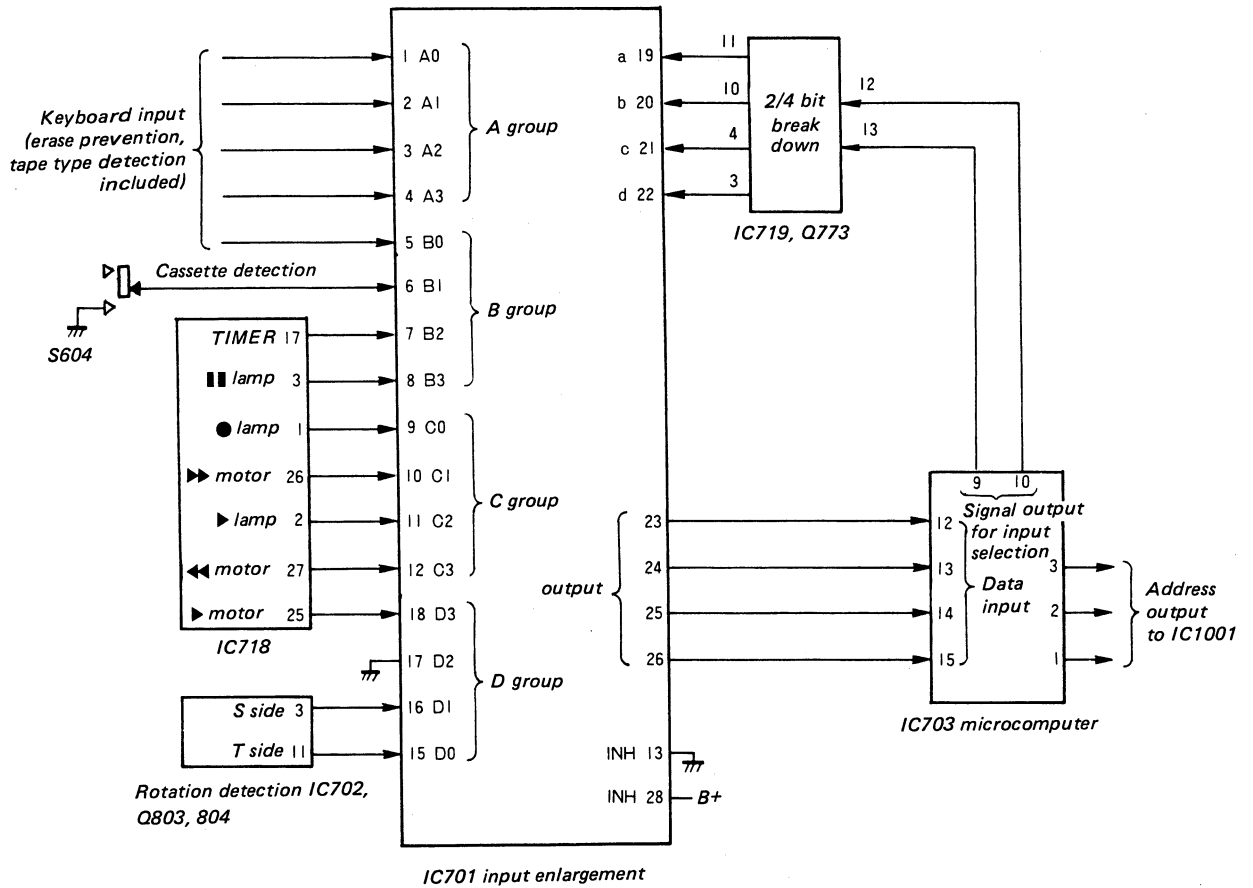 Keyboard input
(erase prevention,
tape type detection
included)
1 A0
2 A1
3 A2
4 A3
A group
5 B0
Cassette detection
6 B1
7 B2
8 B3
B group
S604
TIMER 17
lamp 3
lamp 1
motor 26
lamp 2
motor 27
motor 25
IC718
9 C0
10 C1
11 C2
12 C3
C group
18 D3
17 D2
16 D1
15 D0
D group
S side 3
T side 11
Rotation detection IC702,
Q803, 804
a 19
b 20
c 21
d 22
11
10
4
3
2/4 bit
break
down
12
13
IC719, Q773
output
23
24
25
26
INH 13
INH 28
B+
9 10
Signal output
for input
selection
12
13
14
15
Data
input
3
2
1
Address
output
to IC1001
IC703 microcomputer
IC701 input enlargement